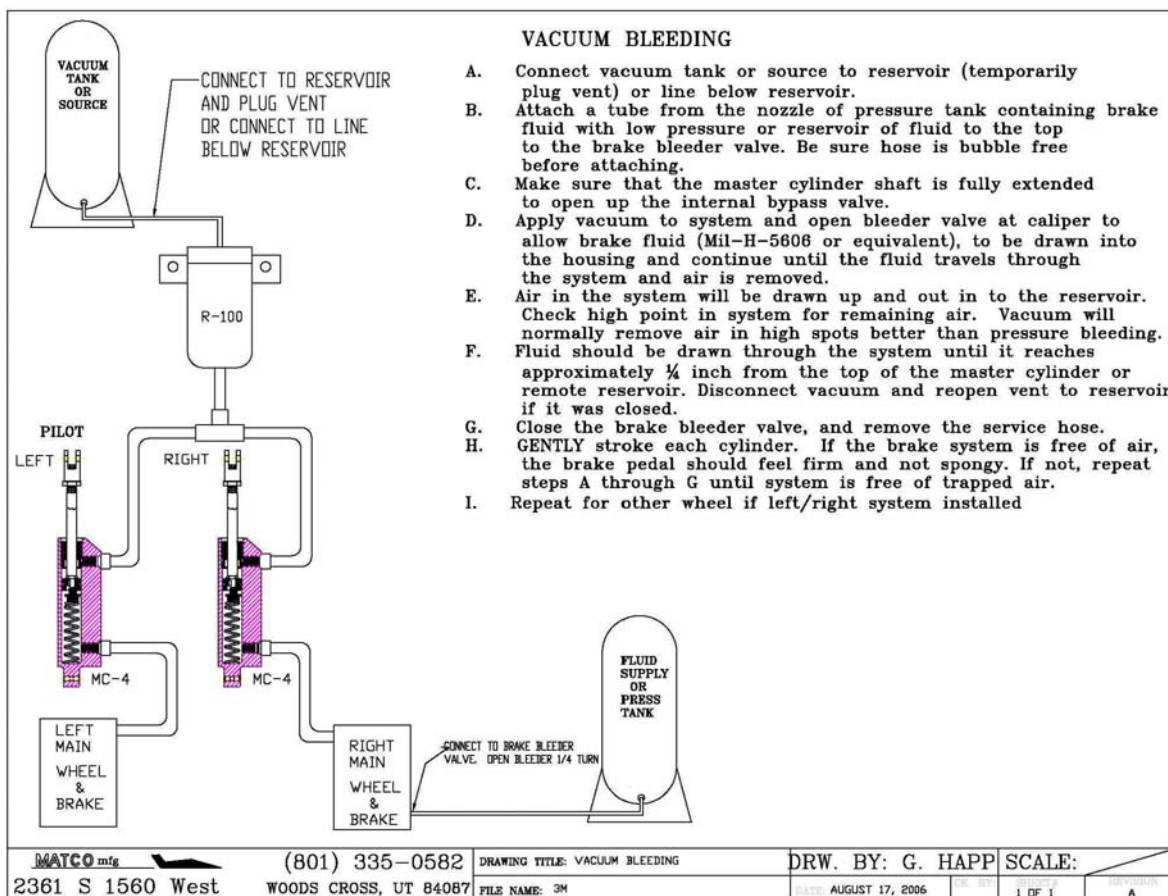 VACUUM BLEEDING
VACUUM
TANK
OR
SOURCE
CONNECT TO RESERVOIR
AND PLUG VENT
OR CONNECT TO LINE
BELOW RESERVOIR
A. Connect vacuum tank or source to reservoir (temporarily
plug vent) or line below reservoir.
B. Attach a tube from the nozzle of pressure tank containing brake
fluid with low pressure or reservoir of fluid to the top
to the brake bleeder valve. Be sure hose is bubble free
before attaching.
C. Make sure that the master cylinder shaft is fully extended
to open up the internal bypass valve.
D. Apply vacuum to system and open bleeder valve at caliper to
allow brake fluid (Mil-H-5606 or equivalent), to be drawn into
the housing and continue until the fluid travels through
the system and air is removed.
E. Air in the system will be drawn up and out in to the reservoir.
Check high point in system for remaining air. Vacuum will
normally remove air in high spots better than pressure bleeding.
F. Fluid should be drawn through the system until it reaches
approximately ¼ inch from the top of the master cylinder or
remote reservoir. Disconnect vacuum and reopen vent to reservoir
if it was closed.
G. Close the brake bleeder valve, and remove the service hose.
H. GENTLY stroke each cylinder. If the brake system is free of air,
the brake pedal should feel firm and not spongy. If not, repeat
steps A through G until system is free of trapped air.
I. Repeat for other wheel if left/right system installed
R-100
PILOT
LEFT
RIGHT
MC-4
MC-4
LEFT
MAIN
WHEEL
&
BRAKE
RIGHT
MAIN
WHEEL
&
BRAKE
CONNECT TO BRAKE BLEEDER
VALVE. OPEN BLEEDER 1/4 TURN
FLUID
SUPPLY
OR
PRESS
TANK
MATCO mfg
2361 S 1560 West
(801) 335-0582
WOODS CROSS, UT 84087
DRAWING TITLE: VACUUM BLEEDING
FILE NAME: 3M
DRW. BY: G. HAPP
SCALE:
DATE: AUGUST 17, 2006
CK. BY:
SHEET#
1 OF 1
REVISION
A